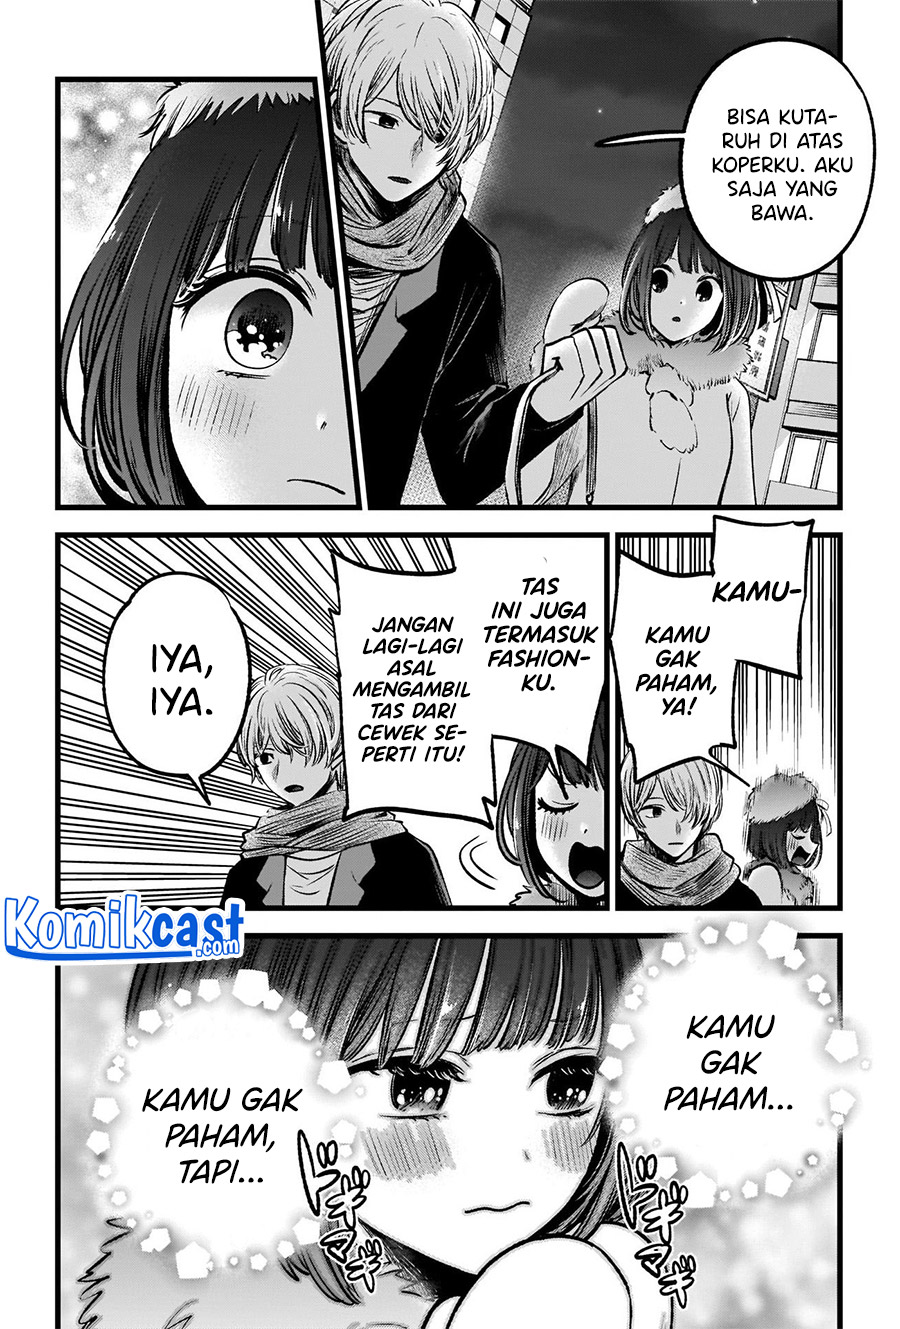 BISA KUTA-
RUH DI ATAS
KOPERKU. AKU
SAJA YANG
BAWA.
KAMU-
KAMU
GAK
PAHAM,
YA!
TAS
INI JUGA
TERMASUK
FASHION-
KU.
JANGAN
LAGI-LAGI
ASAL
MENGAMBIL
TAS DARI
CEWEK SE-
PERTI ITU!
IYA,
IYA.
Komikcast
.com
KAMU
GAK
PAHAM...
KAMU GAK
PAHAM,
TAPI...
ドギマギ
ドギマギ